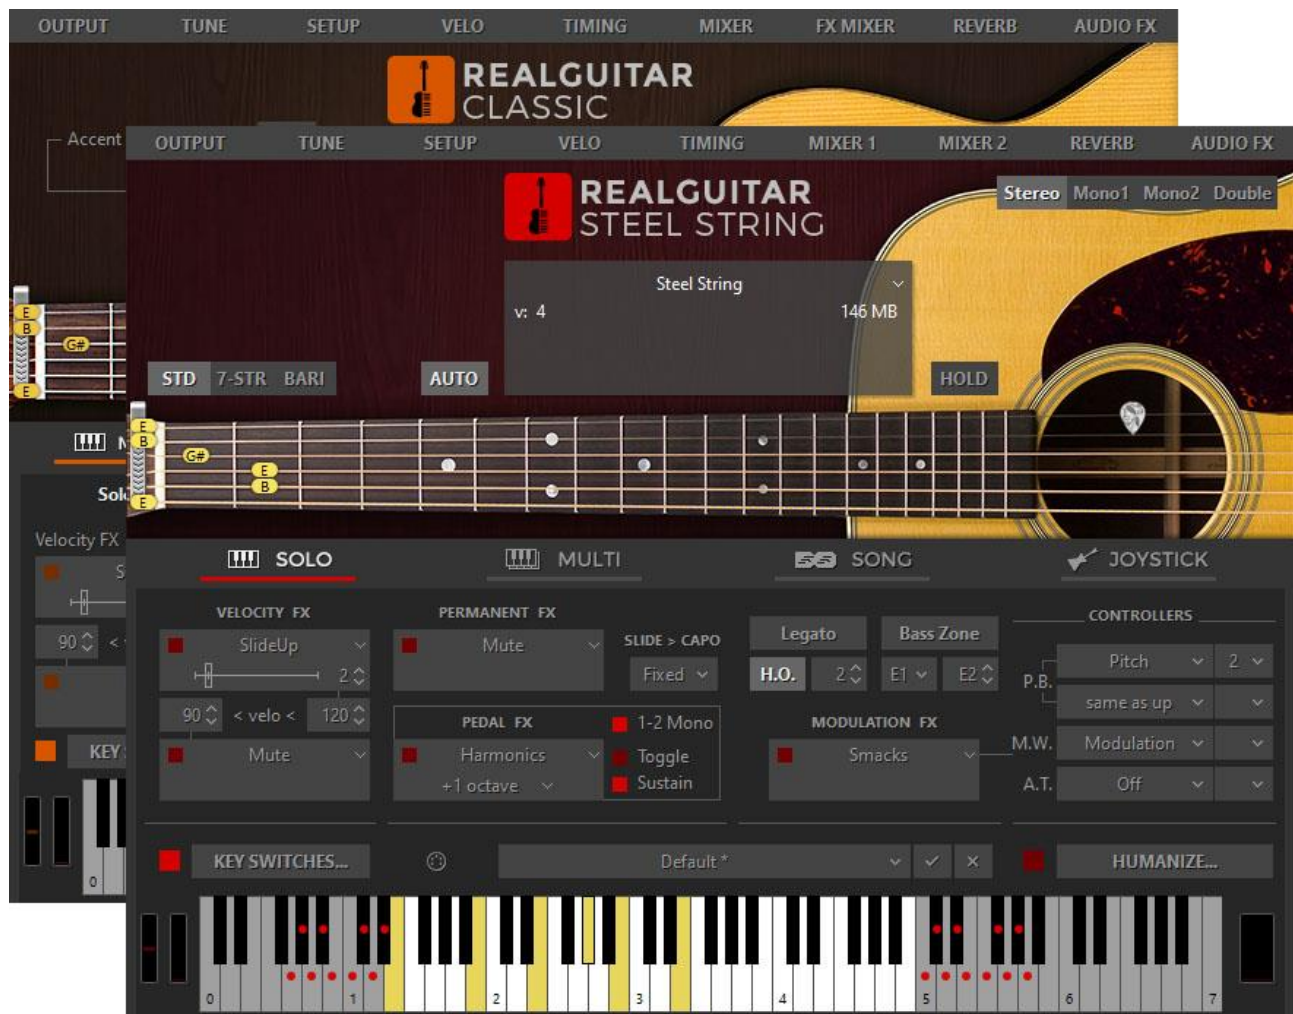 OUTPUT TUNE SETUP VELO TIMING MIXER FX MIXER REVERB AUDIO FX
REALGUITAR
CLASSIC
Accent
OUTPUT TUNE SETUP VELO TIMING MIXER 1 MIXER 2 REVERB AUDIO FX
REALGUITAR
STEEL STRING
Stereo Mono1 Mono2 Double
Steel String
v: 4 146 MB
STD 7-STR BARI AUTO HOLD
E
B
G#
E
E
B
G#
E
B
E
SOLO MULTI SONG JOYSTICK
Velocity FX
90 <
KEY
0
VELOCITY FX PERMANENT FX CONTROLLERS
SlideUp Mute SLIDE > CAPO Legato Bass Zone
2 Fixed H.O. 2 E1 E2 P.B. Pitch 2
90 < velo < 120 same as up
PEDAL FX 1-2 Mono MODULATION FX
Mute Harmonics Toggle Smacks M.W. Modulation
+1 octave Sustain A.T. Off
KEY SWITCHES... Default * HUMANIZE...
0 1 2 3 4 5 6 7